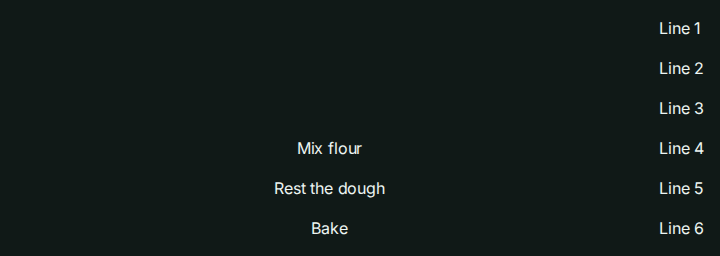 Line 1
Line 2
Line 3
Mix flour Line 4
Rest the dough Line 5
Bake Line 6